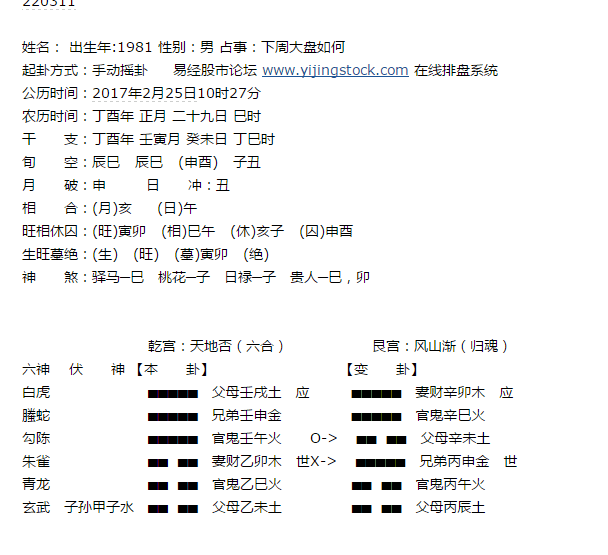 220311
姓名： 出生年:1981 性别：男 占事：下周大盘如何
起卦方式：手动摇卦 易经股市论坛 www.yijingstock.com 在线排盘系统
公历时间：2017年2月25日10时27分
农历时间：丁酉年 正月 二十九日 巳时
干 支：丁酉年 壬寅月 癸未日 丁巳时
旬 空：辰巳 辰巳 (申酉) 子丑
月 破：申 日 冲：丑
相 合：(月)亥 (日)午
旺相休囚：(旺)寅卯 (相)巳午 (休)亥子 (囚)申酉
生旺墓绝：(生) (旺) (墓)寅卯 (绝)
神 煞：驿马─巳 桃花─子 日禄─子 贵人─巳，卯
乾宫：天地否（六合） 艮宫：风山渐（归魂）
六神 伏 神 【本 卦】 【变 卦】
白虎 父母壬戌土 应 妻财辛卯木 应
螣蛇 兄弟壬申金 官鬼辛巳火
勾陈 官鬼壬午火 O-> 父母辛未土
朱雀 妻财乙卯木 世X-> 兄弟丙申金 世
青龙 官鬼乙巳火 官鬼丙午火
玄武 子孙甲子水 父母乙未土 父母丙辰土